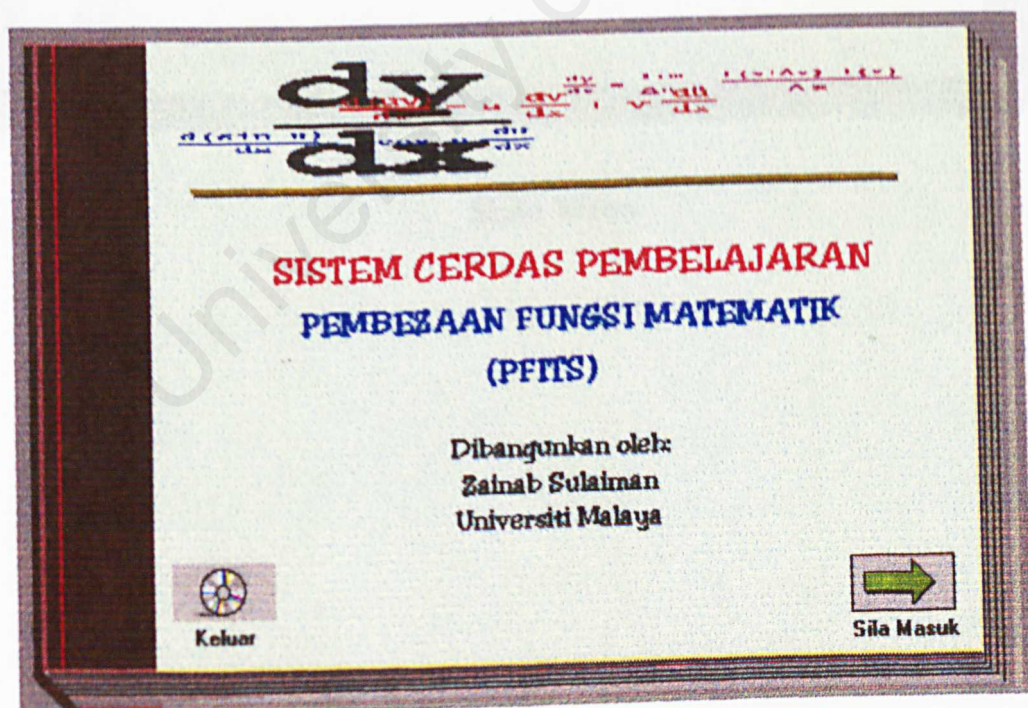 dy
dx
SISTEM CERDAS PEMBELAJARAN
PEMBEZAAN FUNGSI MATEMATIK
(PFITS)
Dibangunkan oleh:
Zainab Sulaiman
Universiti Malaya
Keluar
Sila Masuk